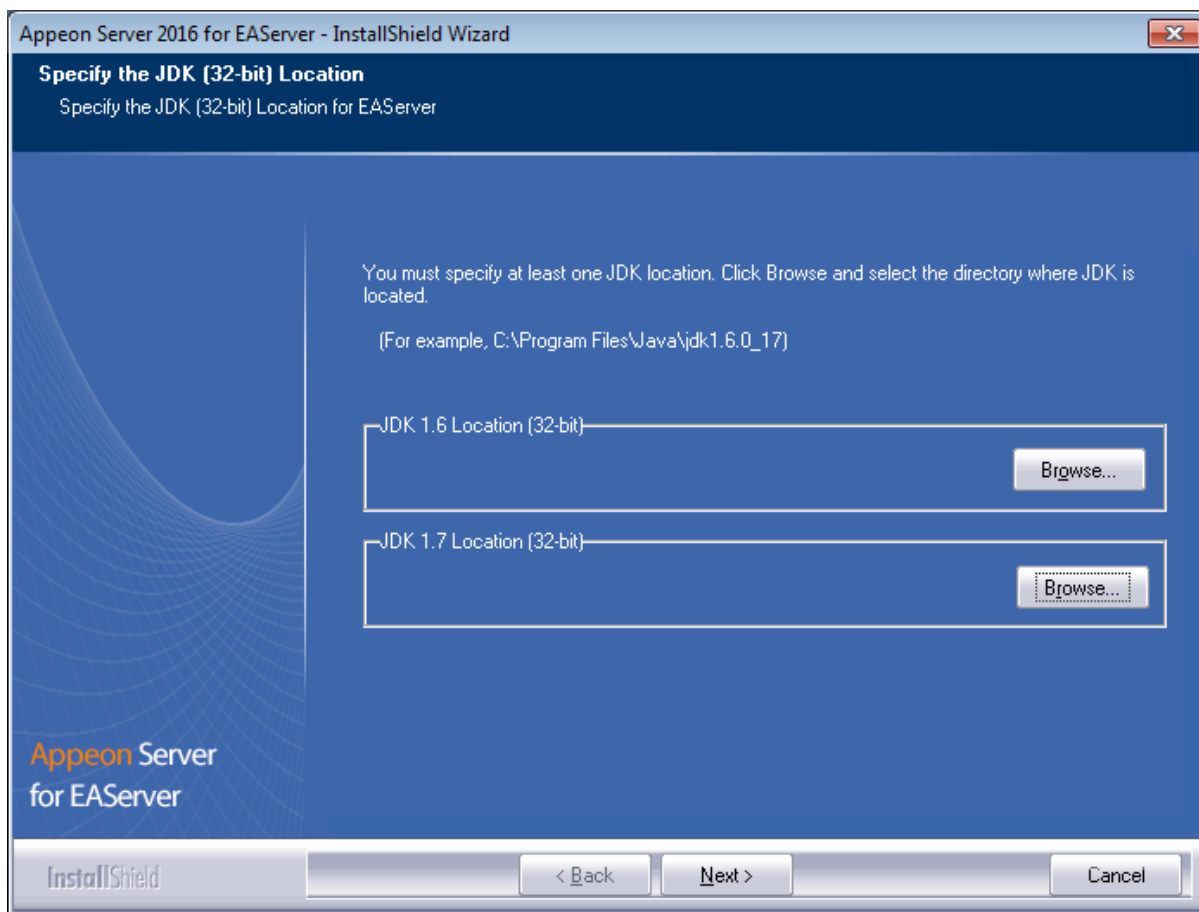 Appeon Server 2016 for EAServer - InstallShield Wizard
Specify the JDK (32-bit) Location
Specify the JDK (32-bit) Location for EAServer
You must specify at least one JDK location. Click Browse and select the directory where JDK is
located.
(For example, C:\Program Files\Java\jdk1.6.0_17)
JDK 1.6 Location (32-bit)
Browse...
JDK 1.7 Location (32-bit)
Browse...
Appeon Server
for EAServer
InstallShield
< Back
Next >
Cancel